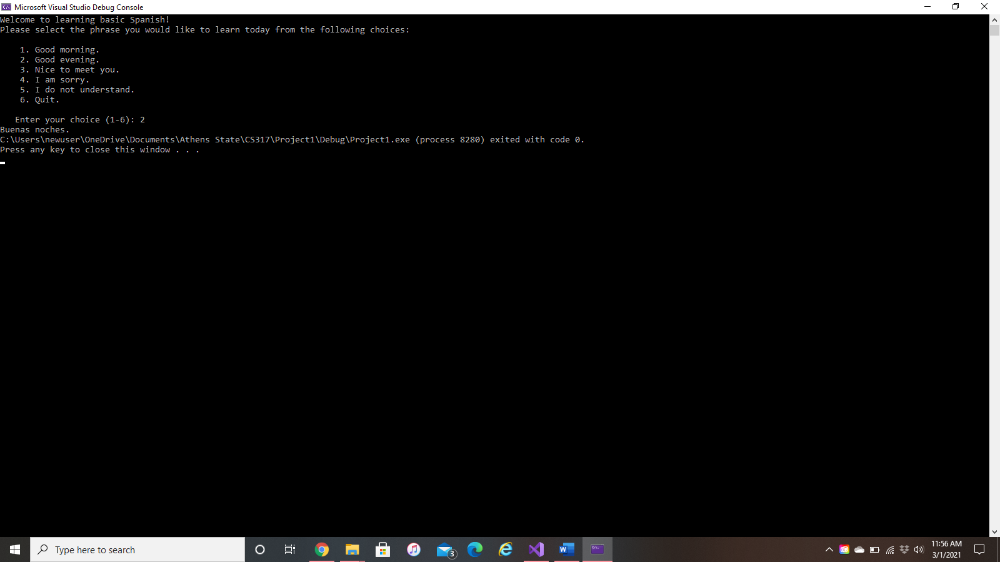 Microsoft Visual Studio Debug Console
Welcome to learning basic Spanish!
Please select the phrase you would like to learn today from the following choices:
1. Good morning.
2. Good evening.
3. Nice to meet you.
4. I am sorry.
5. I do not understand.
6. Quit.
Enter your choice (1-6): 2
Buenas noches.
C:\Users\newuser\OneDrive\Documents\Athens State\CS317\Project1\Debug\Project1.exe (process 8280) exited with code 0.
Press any key to close this window . . .
Type here to search
3
11:56 AM
3/1/2021